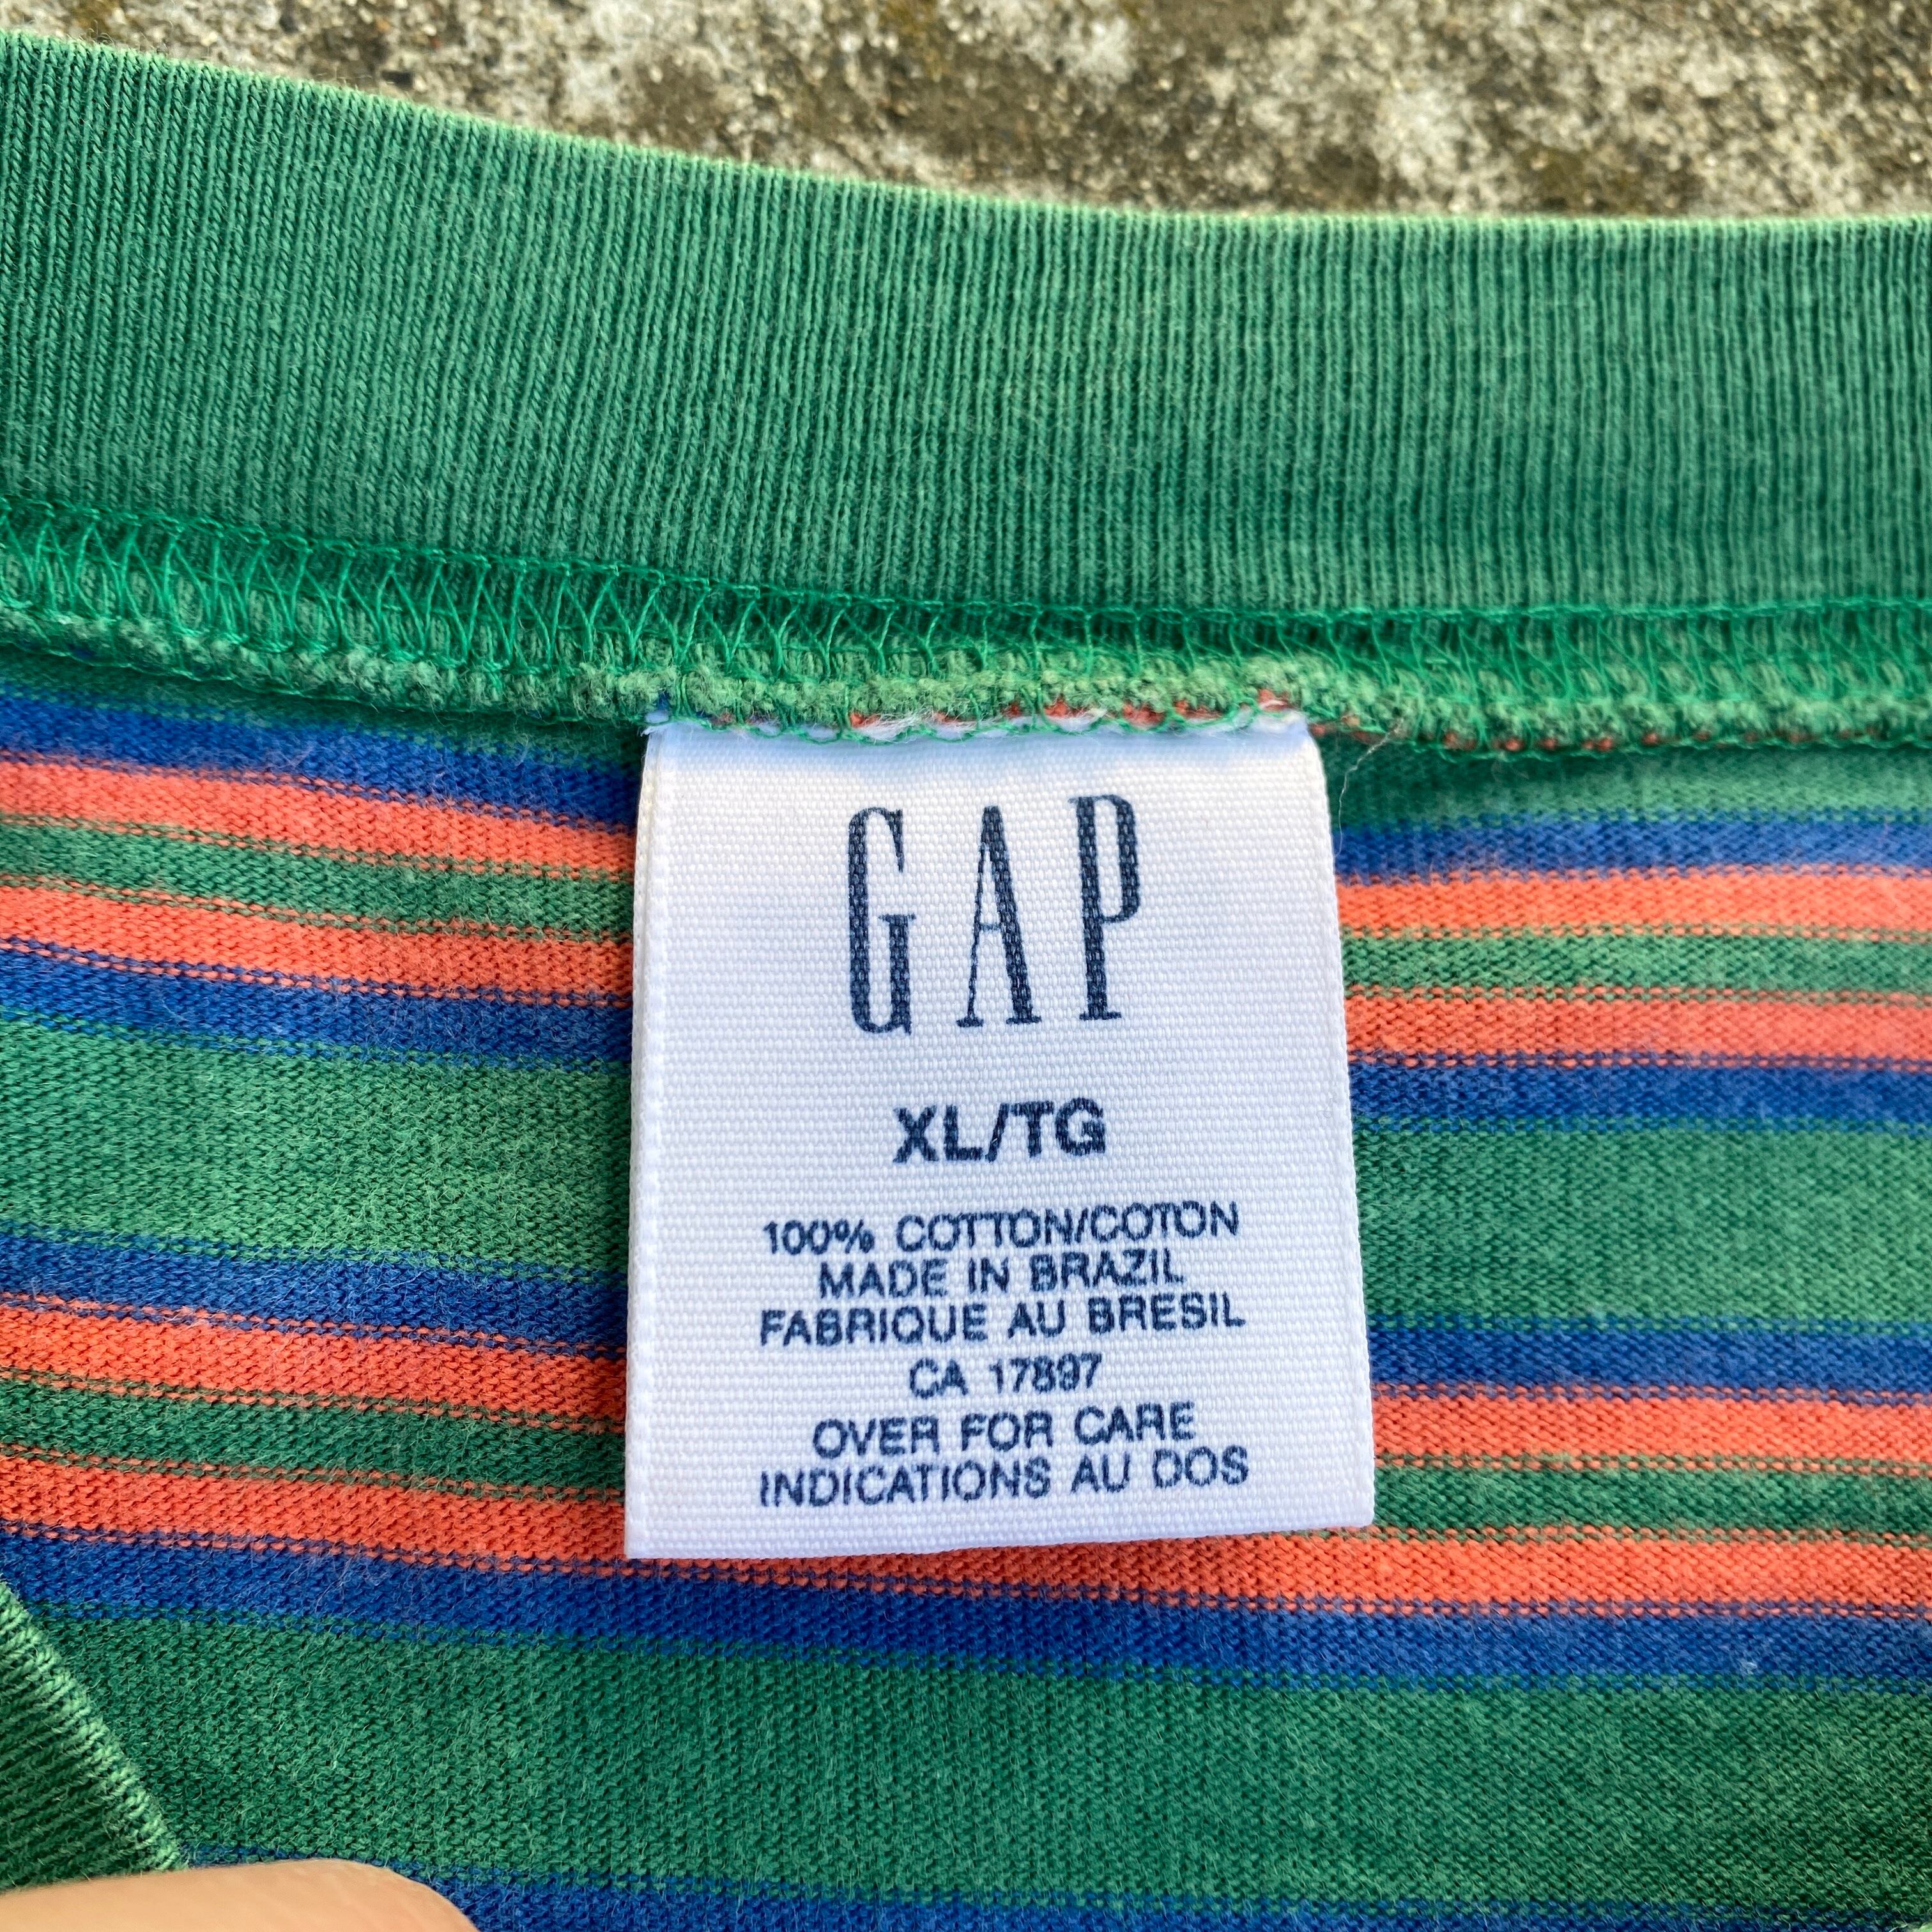 GAP
XL/TG
100% COTTON/COTON
MADE IN BRAZIL
FABRIQUE AU BRESIL
CA 17897
OVER FOR CARE
INDICATIONS AU DOS